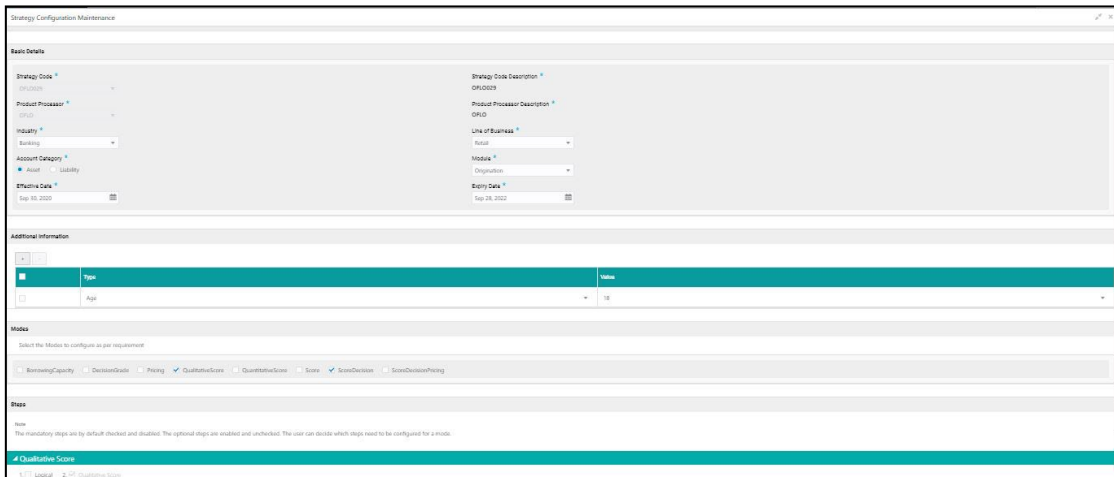 Strategy Configuration Maintenance
Basic Details
Strategy Code *
OFLO029
Strategy Code Description *
OFLO029
Product Processor *
OFLO
Product Processor Description *
OFLO
Industry *
Banking
Line of Business *
Retail
Account Category *
Asset Liability
Module *
Origination
Effective Date *
Sep 30, 2020
Expiry Date *
Sep 28, 2022
Additional Information
+ -
Type Value
Age 18
Modes
Select the Modes to configure as per requirement
BorrowingCapacity DecisionGrade Pricing QualitativeScore QuantitativeScore Score ScoreDecision ScoreDecisionPricing
Steps
Note
The mandatory steps are by default checked and disabled. The optional steps are enabled and unchecked. The user can decide which steps need to be configured for a mode.
Qualitative Score
1. Logical 2. Qualitative Score